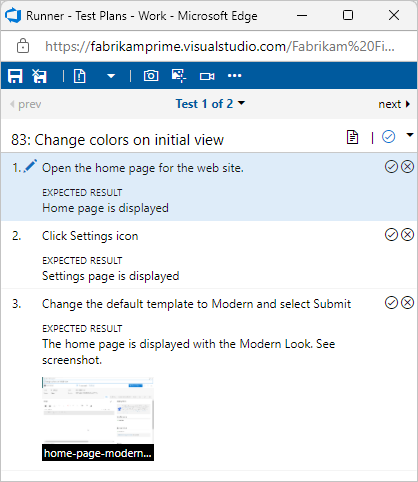 Runner - Test Plans - Work - Microsoft Edge
https://fabrikamprime.visualstudio.com/Fabrikam%20Fi...
prev
Test 1 of 2
next
83: Change colors on initial view
1. Open the home page for the web site.
EXPECTED RESULT
Home page is displayed
2. Click Settings icon
EXPECTED RESULT
Settings page is displayed
3. Change the default template to Modern and select Submit
EXPECTED RESULT
The home page is displayed with the Modern Look. See
screenshot.
home-page-modern...